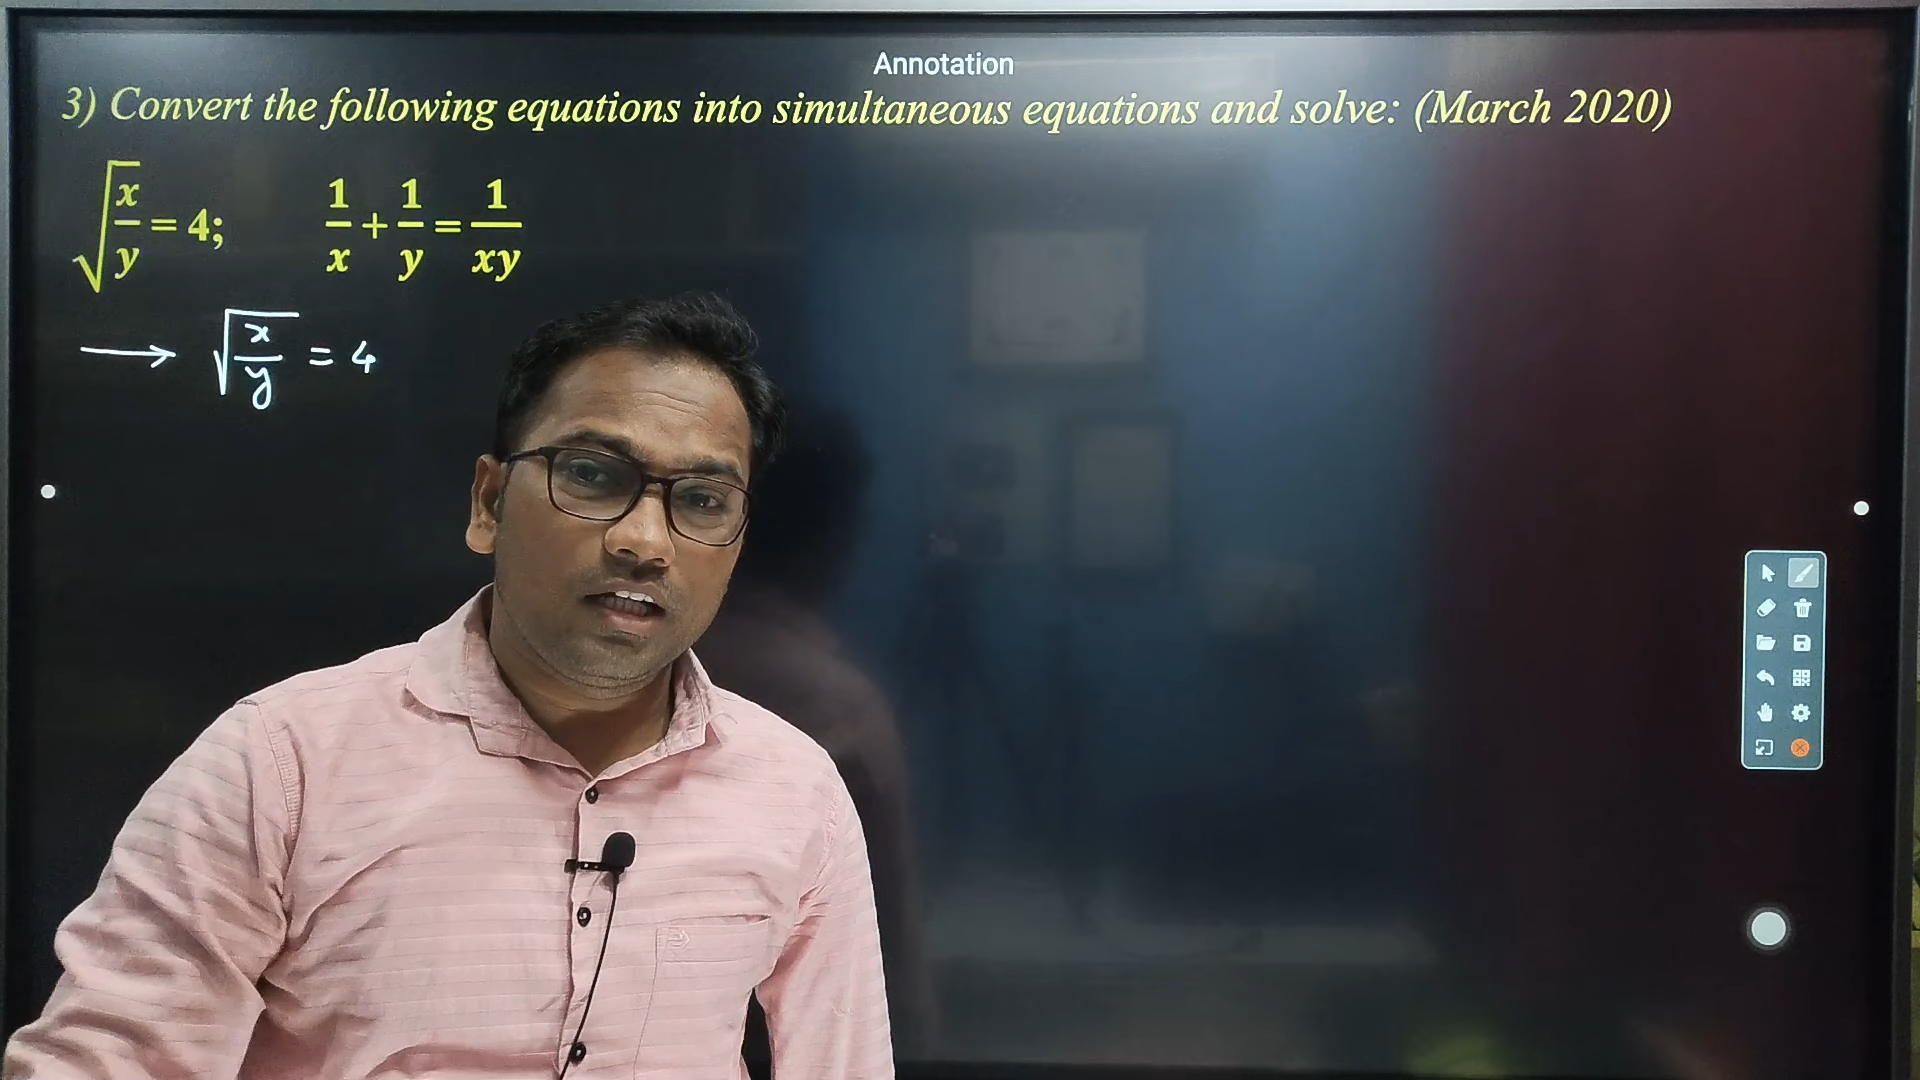 Annotation
3) Convert the following equations into simultaneous equations and solve: (March 2020)
√(x/y) = 4; 1/x + 1/y = 1/xy
→ √(x/y) = 4